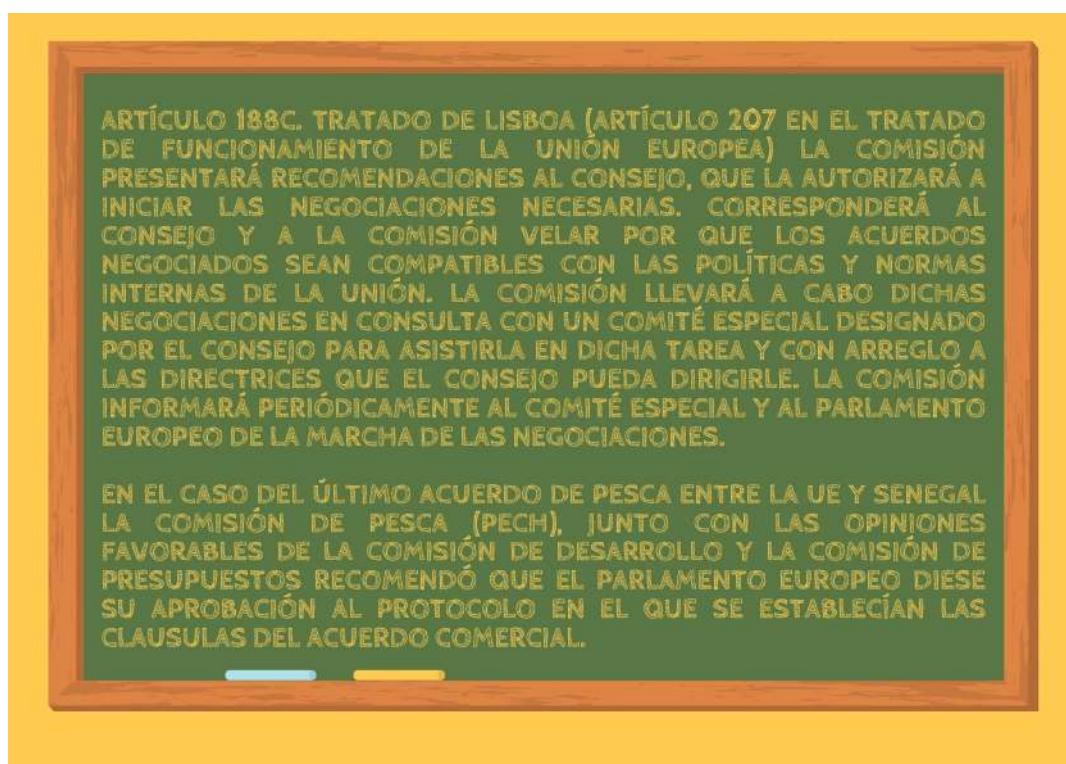 ARTÍCULO 188C. TRATADO DE LISBOA (ARTÍCULO 207 EN EL TRATADO
DE FUNCIONAMIENTO DE LA UNIÓN EUROPEA) LA COMISIÓN
PRESENTARÁ RECOMENDACIONES AL CONSEJO, QUE LA AUTORIZARÁ A
INICIAR LAS NEGOCIACIONES NECESARIAS. CORRESPONDERÁ AL
CONSEJO Y A LA COMISIÓN VELAR POR QUE LOS ACUERDOS
NEGOCIADOS SEAN COMPATIBLES CON LAS POLÍTICAS Y NORMAS
INTERNAS DE LA UNIÓN. LA COMISIÓN LLEVARÁ A CABO DICHAS
NEGOCIACIONES EN CONSULTA CON UN COMITÉ ESPECIAL DESIGNADO
POR EL CONSEJO PARA ASISTIRLA EN DICHA TAREA Y CON ARREGLO A
LAS DIRECTRICES QUE EL CONSEJO PUEDA DIRIGIRLE. LA COMISIÓN
INFORMARÁ PERIÓDICAMENTE AL COMITÉ ESPECIAL Y AL PARLAMENTO
EUROPEO DE LA MARCHA DE LAS NEGOCIACIONES.
EN EL CASO DEL ÚLTIMO ACUERDO DE PESCA ENTRE LA UE Y SENEGAL
LA COMISIÓN DE PESCA (PECH), JUNTO CON LAS OPINIONES
FAVORABLES DE LA COMISIÓN DE DESARROLLO Y LA COMISIÓN DE
PRESUPUESTOS RECOMENDÓ QUE EL PARLAMENTO EUROPEO DIESE
SU APROBACIÓN AL PROTOCOLO EN EL QUE SE ESTABLECÍAN LAS
CLAUSULAS DEL ACUERDO COMERCIAL.